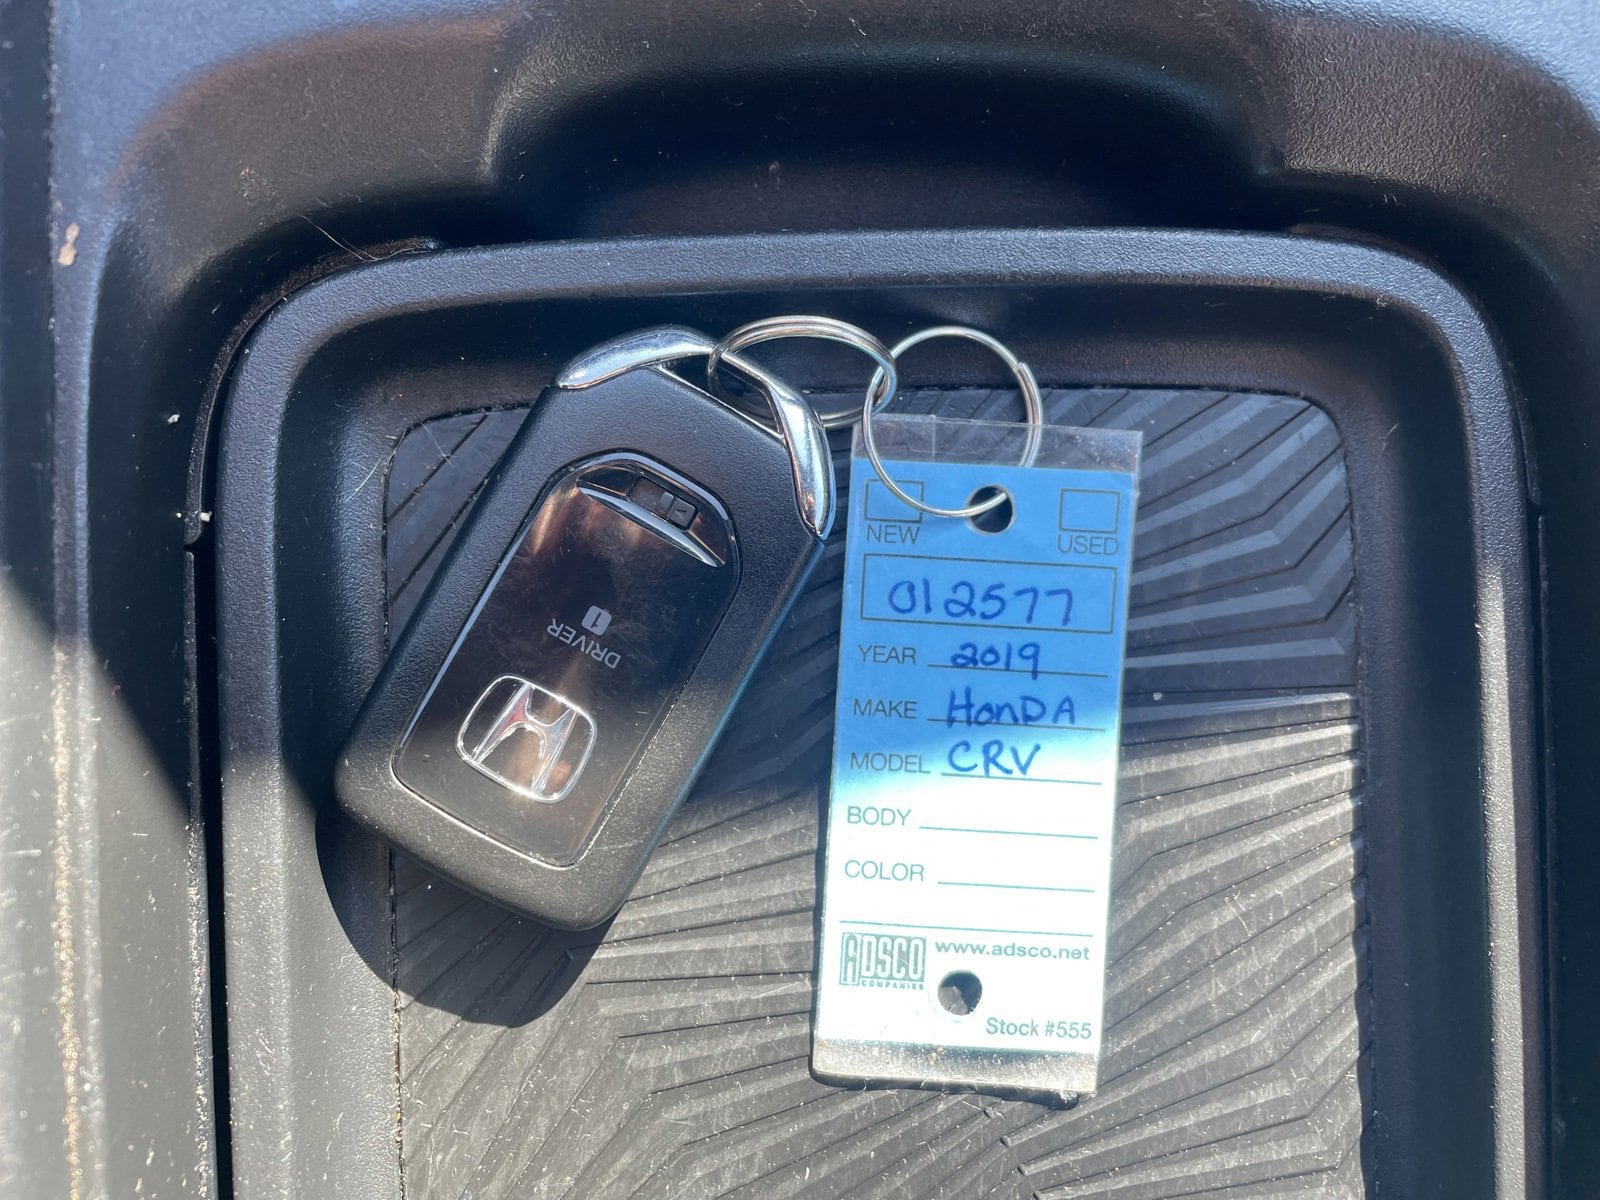 DRIVER
1
NEW USED
012577
YEAR 2019
MAKE HonDA
MODEL CRV
BODY
COLOR
ADSCO www.adsco.net
COMPANIES
Stock #555